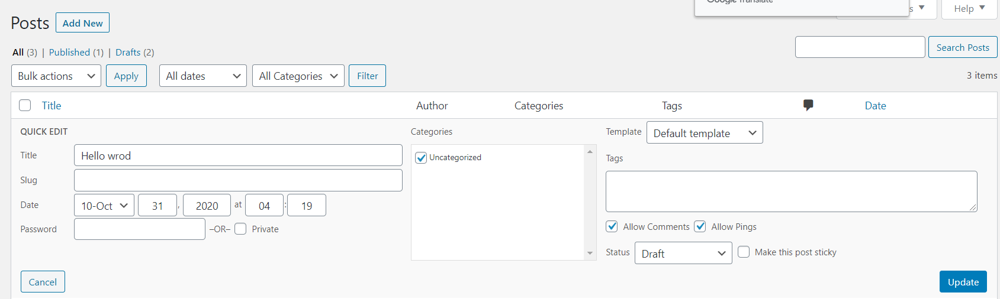 Google Translate
Help
Posts Add New
All (3) | Published (1) | Drafts (2)
Search Posts
Bulk actions Apply All dates All Categories Filter
3 items
Title Author Categories Tags Date
QUICK EDIT
Title Hello wrod
Slug
Date 10-Oct 31, 2020 at 04:19
Password –OR– Private
Categories
Uncategorized
Template Default template
Tags
Allow Comments Allow Pings
Status Draft Make this post sticky
Cancel Update